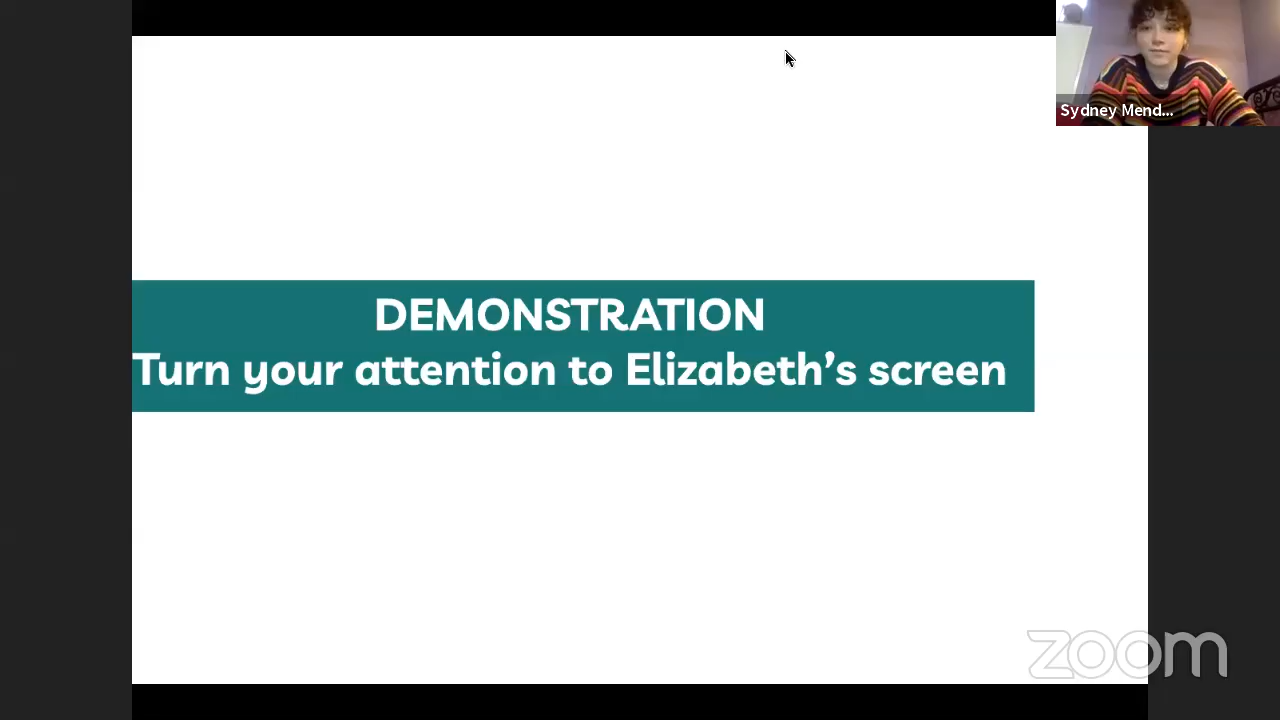 Sydney Mend...
DEMONSTRATION
Turn your attention to Elizabeth's screen
zoom